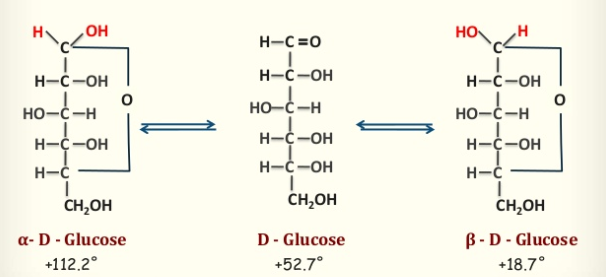 H OH
C
H–C–OH
HO–C–H
H–C–OH
H–C
O
CH₂OH
α- D - Glucose
+112.2°
H–C=O
H–C–OH
HO–C–H
H–C–OH
H–C–OH
CH₂OH
D - Glucose
+52.7°
HO H
C
H–C–OH
HO–C–H
H–C–OH
H–C
O
CH₂OH
β - D - Glucose
+18.7°